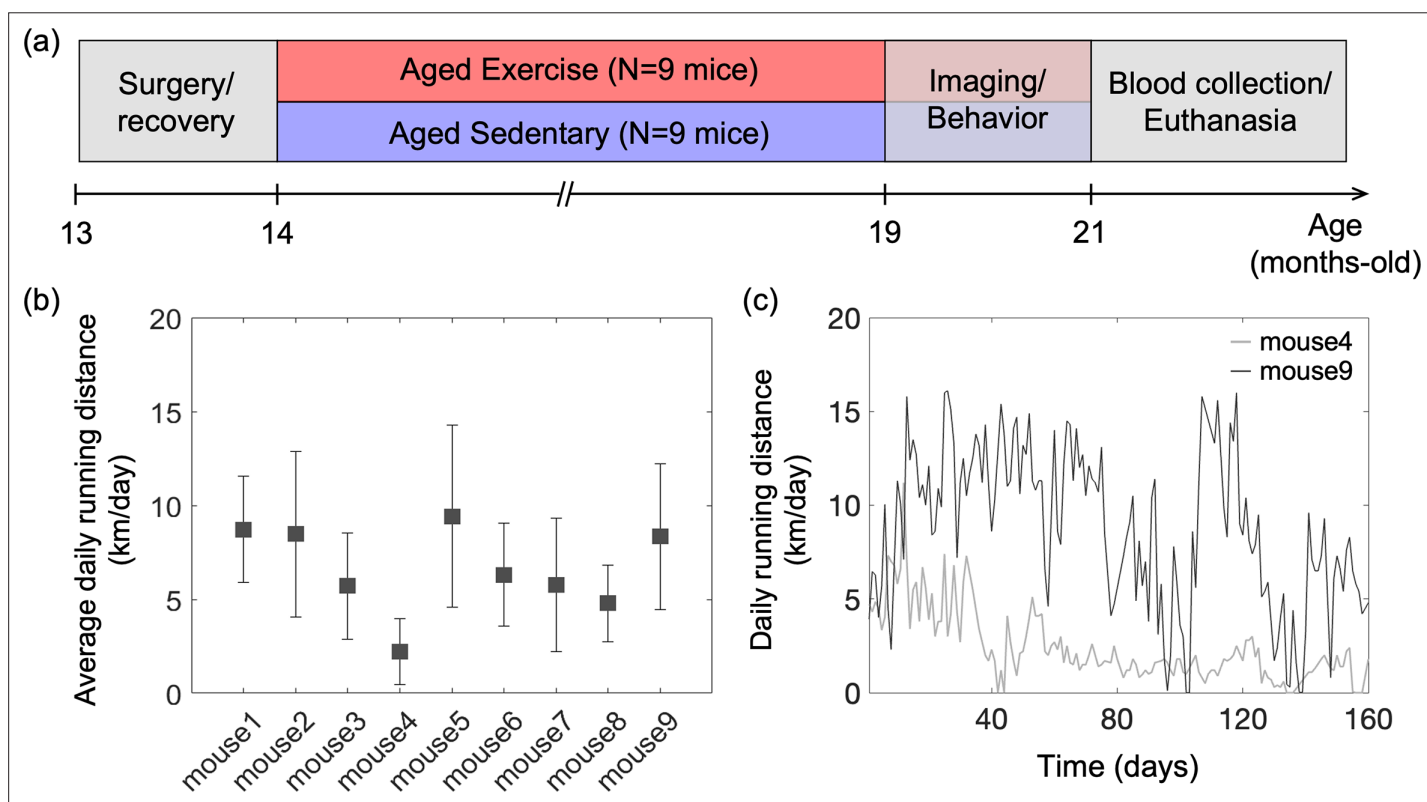 (a)
Surgery/
recovery
Aged Exercise (N=9 mice)
Aged Sedentary (N=9 mice)
Imaging/
Behavior
Blood collection/
Euthanasia
13
14
19
21
Age
(months-old)
(b)
Average daily running distance
(km/day)
20
15
10
5
0
mouse1
mouse2
mouse3
mouse4
mouse5
mouse6
mouse7
mouse8
mouse9
(c)
Daily running distance
(km/day)
20
15
10
5
0
mouse4
mouse9
40
80
120
160
Time (days)